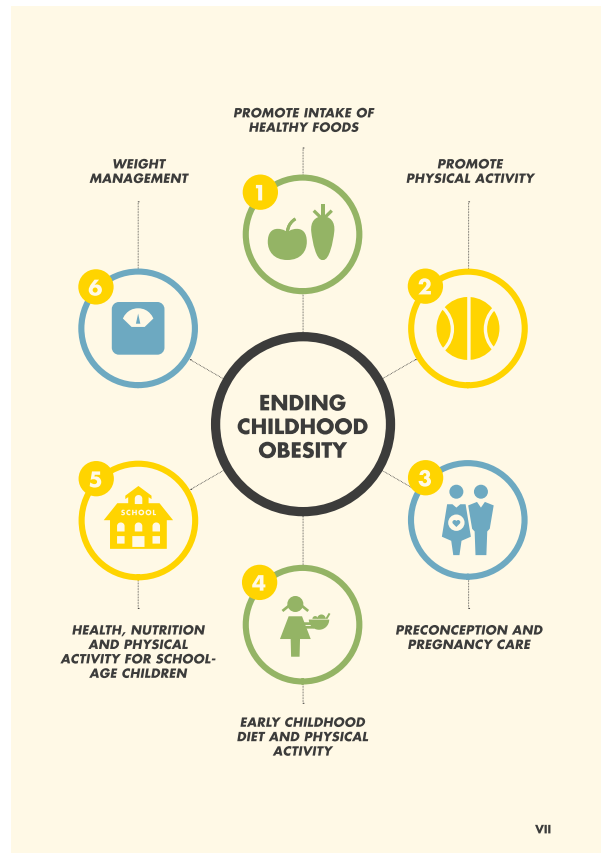 PROMOTE INTAKE OF
HEALTHY FOODS
WEIGHT
MANAGEMENT
PROMOTE
PHYSICAL ACTIVITY
1
6
2
ENDING
CHILDHOOD
OBESITY
5
SCHOOL
3
4
HEALTH, NUTRITION
AND PHYSICAL
ACTIVITY FOR SCHOOL-
AGE CHILDREN
PRECONCEPTION AND
PREGNANCY CARE
EARLY CHILDHOOD
DIET AND PHYSICAL
ACTIVITY
VII